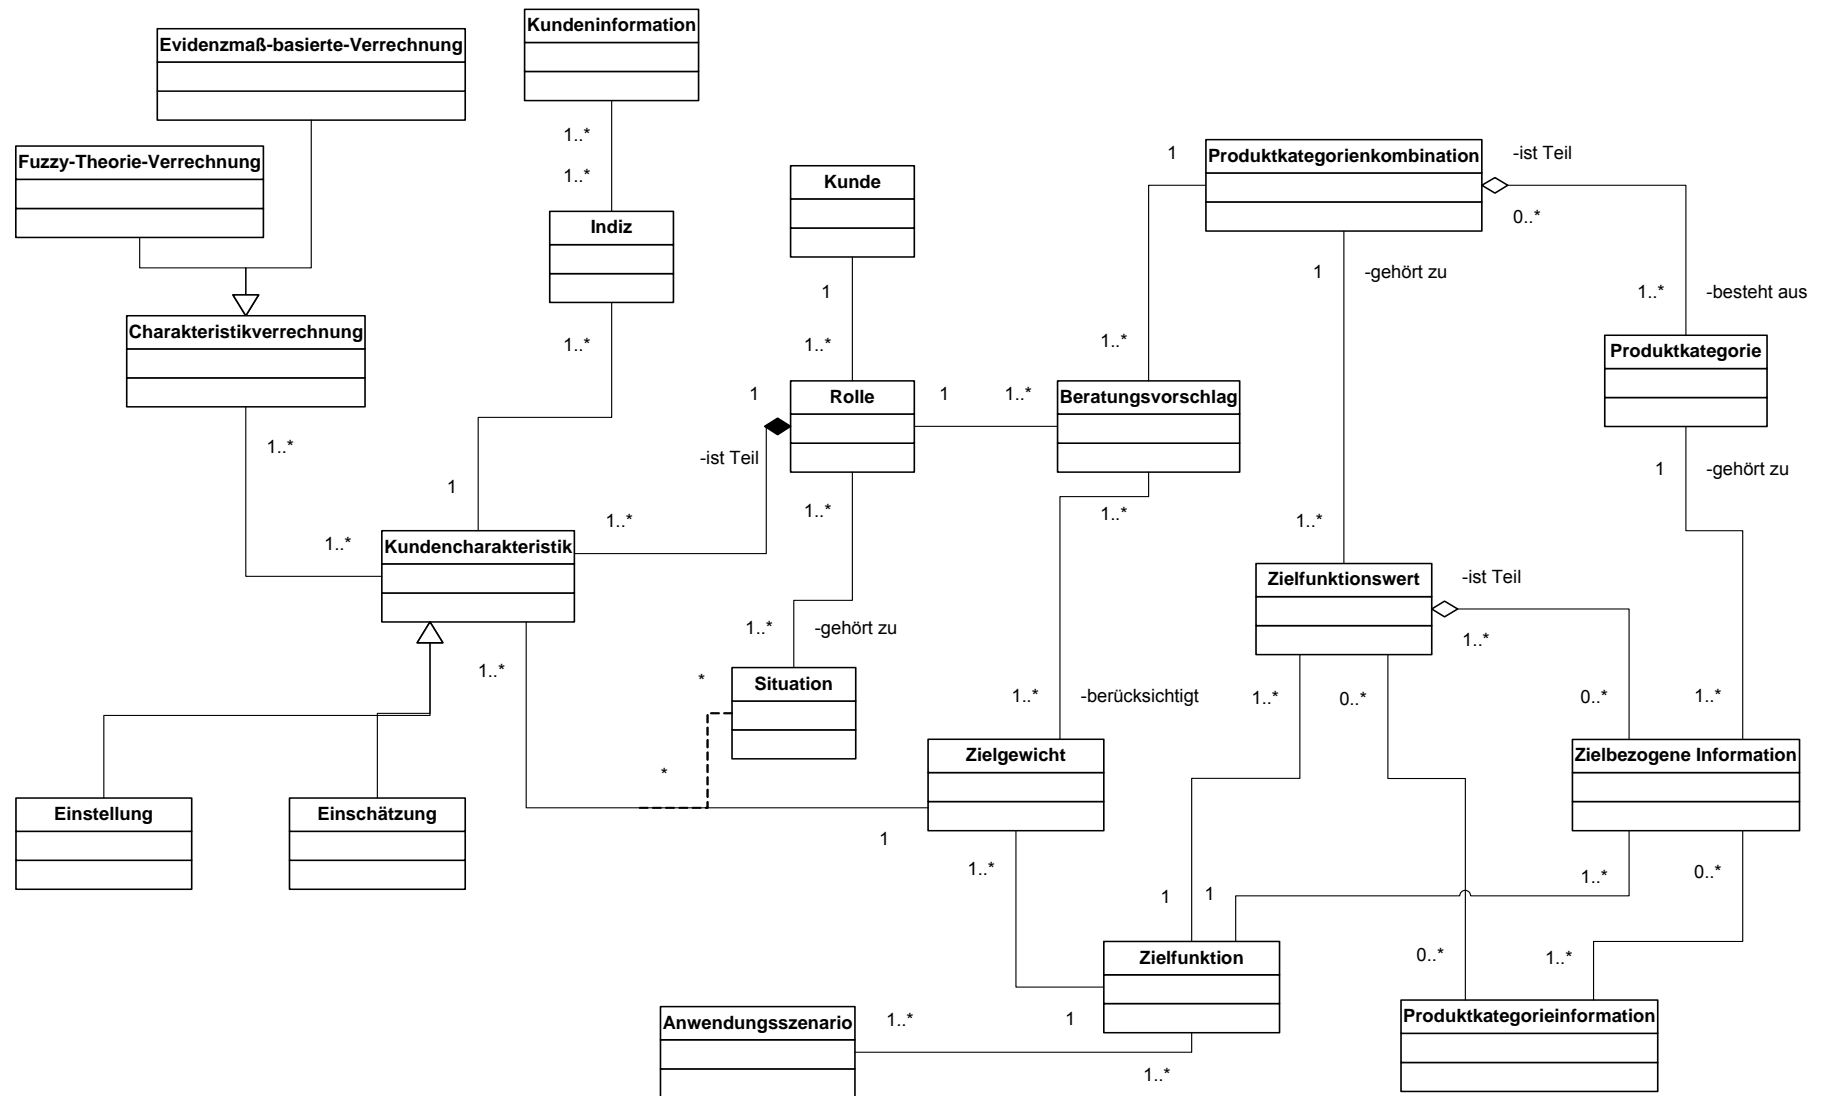 Kundeninformation
Evidenzmaß-basierte-Verrechnung
1..*
Fuzzy-Theorie-Verrechnung
1..*
Kunde
1
Produktkategorienkombination
-ist Teil
0..*
Indiz
1
-gehört zu
1
1..*
-besteht aus
Charakteristikverrechnung
1..*
1..*
1..*
Produktkategorie
1
Rolle
1
1..*
Beratungsvorschlag
1..*
-ist Teil
1
-gehört zu
1
1..*
1..*
1..*
1..*
1..*
Kundencharakteristik
Zielfunktionswert
-ist Teil
1..*
-gehört zu
1..*
1..*
*
Situation
1..*
-berücksichtigt
1..*
0..*
0..*
1..*
*
Zielgewicht
Zielbezogene Information
Einstellung
Einschätzung
1
1..*
1..*
0..*
1
1
Zielfunktion
0..*
1..*
Anwendungsszenario
1..*
1
Produktkategorieinformation
1..*